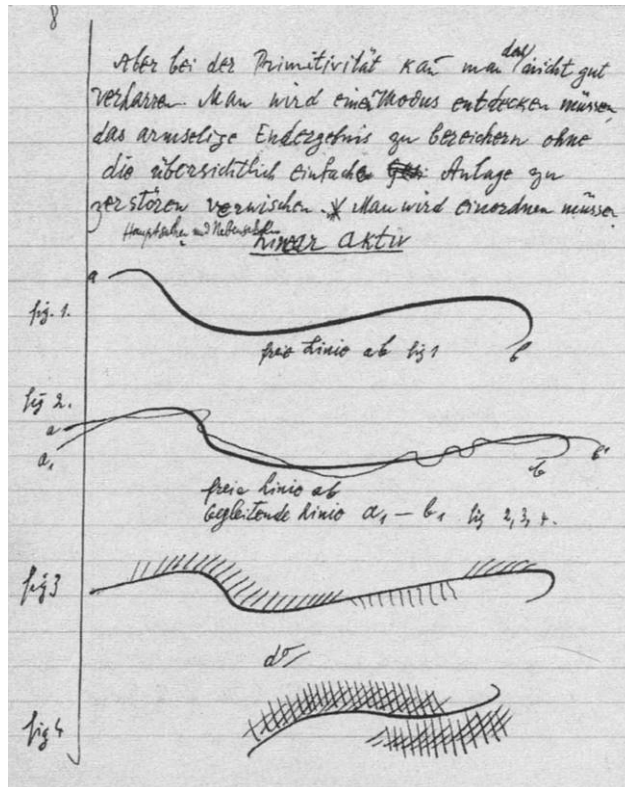 8
Aber bei der Primitivität kañ man doch nicht gut
verharren. Man wird einen Modus entdecken müssen
das armselige Endergebnis zu bereichern ohne
die übersichtlich einfache Anlage zu
zerstören verwischen. Man wird einordnen müssen
Hauptsachen und Nebensachen
Linear aktiv
a
fig. 1.
freie Linie ab fig 1
b
fig 2.
a
a1
b
b1
freie Linie ab
begleitende Linie a1 — b1 fig 2, 3, 4.
fig 3
do
fig 4